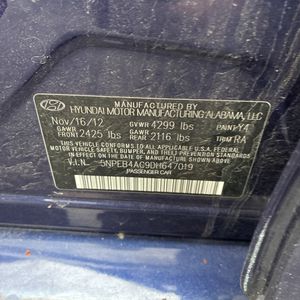 MANUFACTURED BY
HYUNDAI MOTOR MANUFACTURING ALABAMA, LLC
Nov/16/12 GVWR 4299 lbs PAINT Y4
GAWR FRONT 2425 lbs GAWR REAR 2116 lbs TRIM TRA
THIS VEHICLE CONFORMS TO ALL APPLICABLE U.S. FEDERAL
MOTOR VEHICLE SAFETY, BUMPER, AND THEFT
PREVENTION STANDARDS IN EFFECT ON THE DATE OF
MANUFACTURE SHOWN ABOVE.
V.I.N. 5NPEB4AC9DH647019
PASSENGER CAR